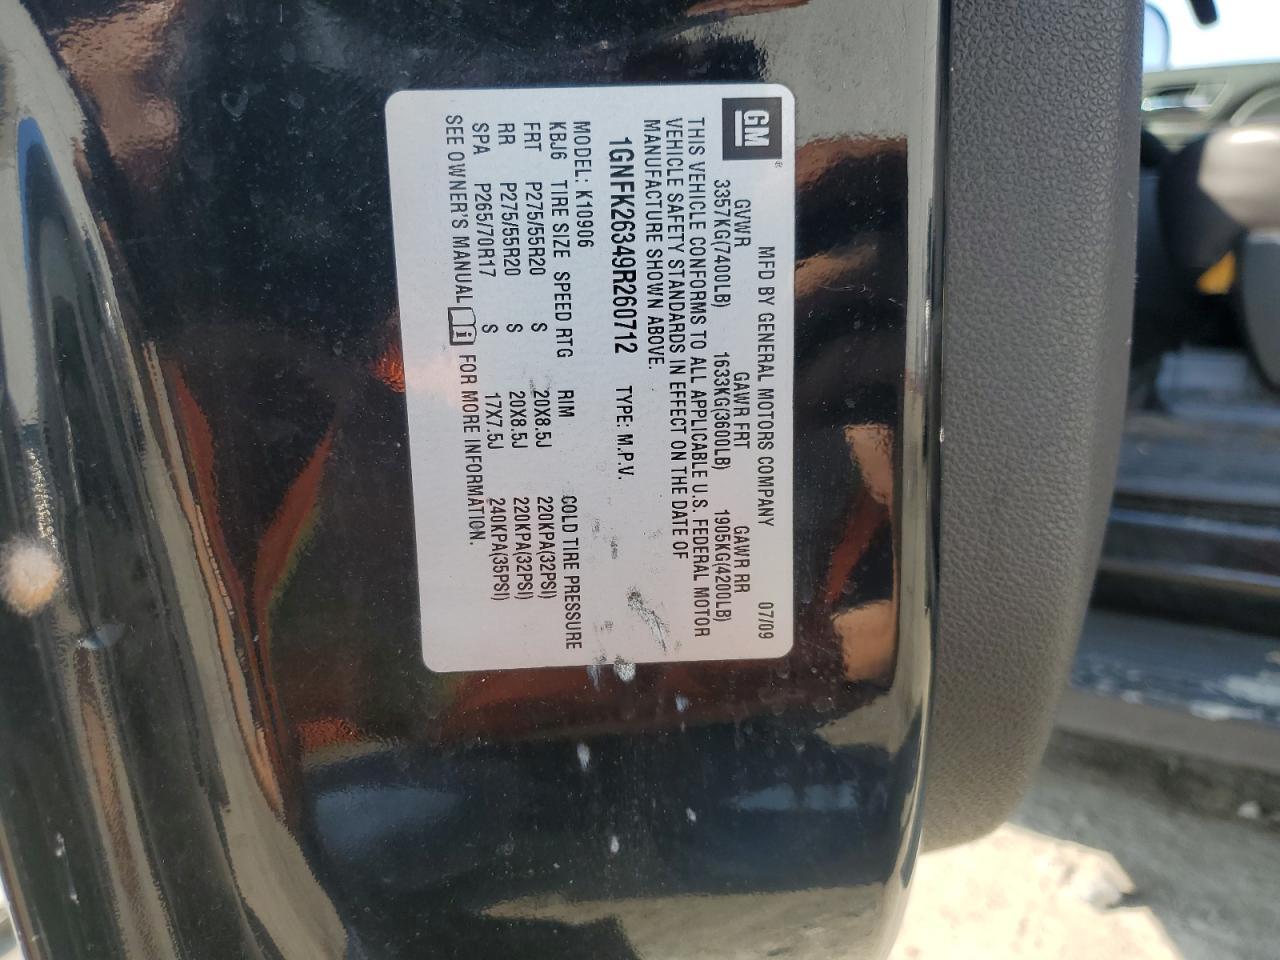 GM ®
MFD BY GENERAL MOTORS COMPANY 07/09
GVWR GAWR FRT GAWR RR
3357KG(7400LB) 1633KG(3600LB) 1905KG(4200LB)
THIS VEHICLE CONFORMS TO ALL APPLICABLE U.S. FEDERAL MOTOR
VEHICLE SAFETY STANDARDS IN EFFECT ON THE DATE OF
MANUFACTURE SHOWN ABOVE.
1GNFK26349R260712 TYPE: M.P.V.
MODEL: K10906
KBJ6 TIRE SIZE SPEED RTG RIM COLD TIRE PRESSURE
FRT P275/55R20 S 20X8.5J 220KPA(32PSI)
RR P275/55R20 S 20X8.5J 220KPA(32PSI)
SPA P265/70R17 S 17X7.5J 240KPA(35PSI)
SEE OWNER'S MANUAL i FOR MORE INFORMATION.